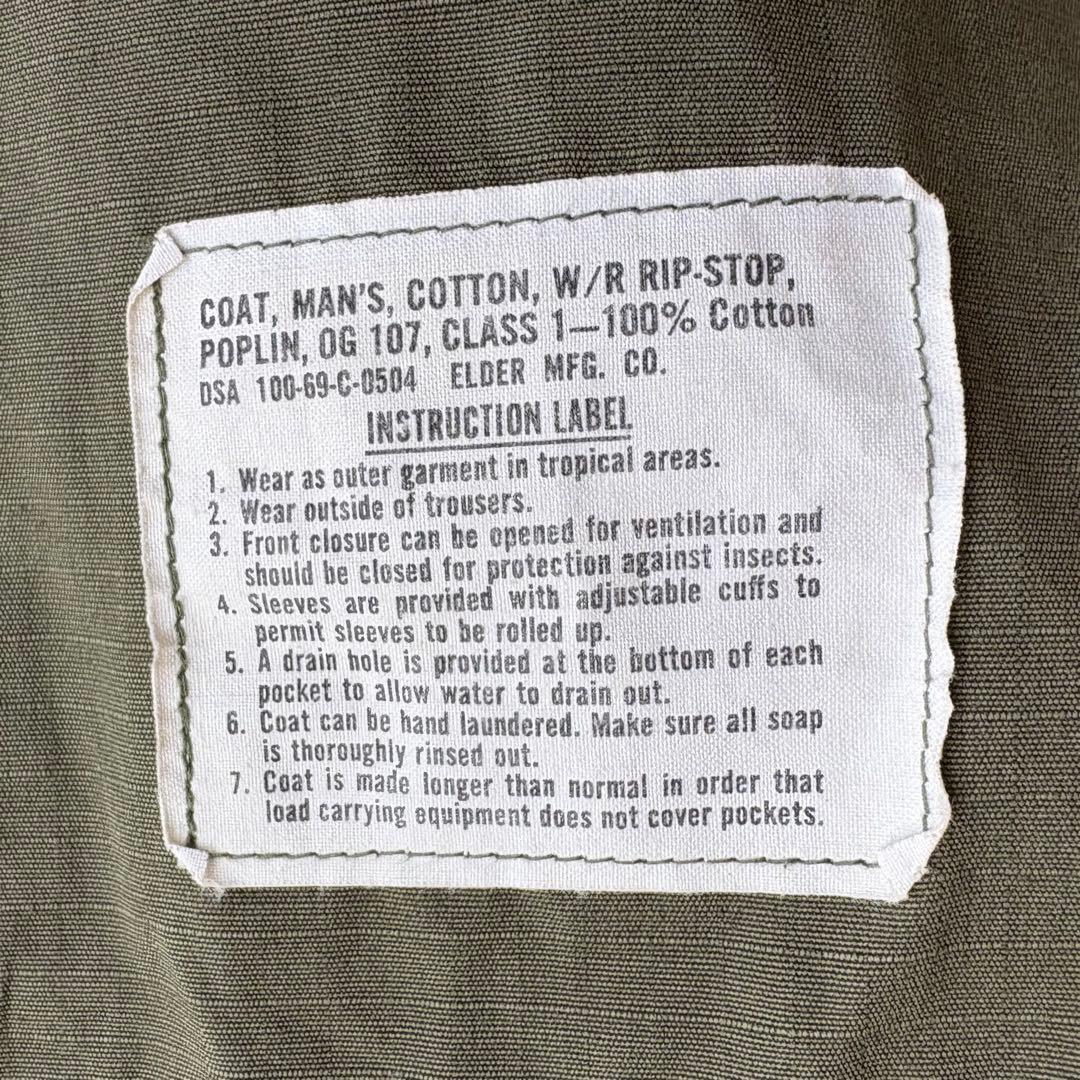 COAT, MAN'S, COTTON, W/R RIP-STOP,
POPLIN, OG 107, CLASS 1—100% Cotton
DSA 100-69-C-0504 ELDER MFG. CO.
INSTRUCTION LABEL
1. Wear as outer garment in tropical areas.
2. Wear outside of trousers.
3. Front closure can be opened for ventilation and
should be closed for protection against insects.
4. Sleeves are provided with adjustable cuffs to
permit sleeves to be rolled up.
5. A drain hole is provided at the bottom of each
pocket to allow water to drain out.
6. Coat can be hand laundered. Make sure all soap
is thoroughly rinsed out.
7. Coat is made longer than normal in order that
load carrying equipment does not cover pockets.